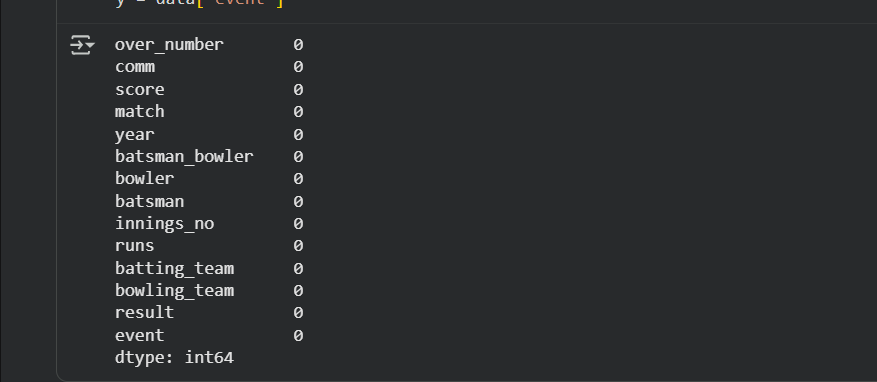 y = data['event']
over_number 0
comm 0
score 0
match 0
year 0
batsman_bowler 0
bowler 0
batsman 0
innings_no 0
runs 0
batting_team 0
bowling_team 0
result 0
event 0
dtype: int64